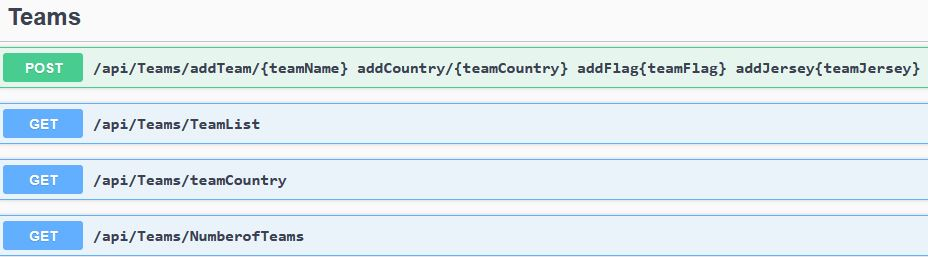 Teams
POST /api/Teams/addTeam/{teamName} addCountry/{teamCountry} addFlag{teamFlag} addJersey{teamJersey}
GET /api/Teams/TeamList
GET /api/Teams/teamCountry
GET /api/Teams/NumberofTeams